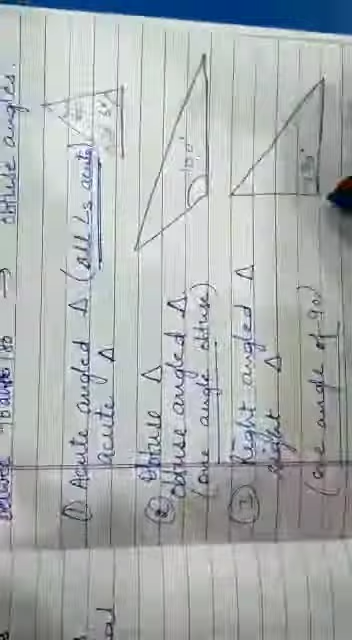 → obtuse angles.
① Acute angled Δ (all ∠s acute)
acute Δ
Obtuse Δ
② obtuse angled Δ
(one angle obtuse)
100°
③ Right angled Δ
Right Δ
(one angle of 90°)